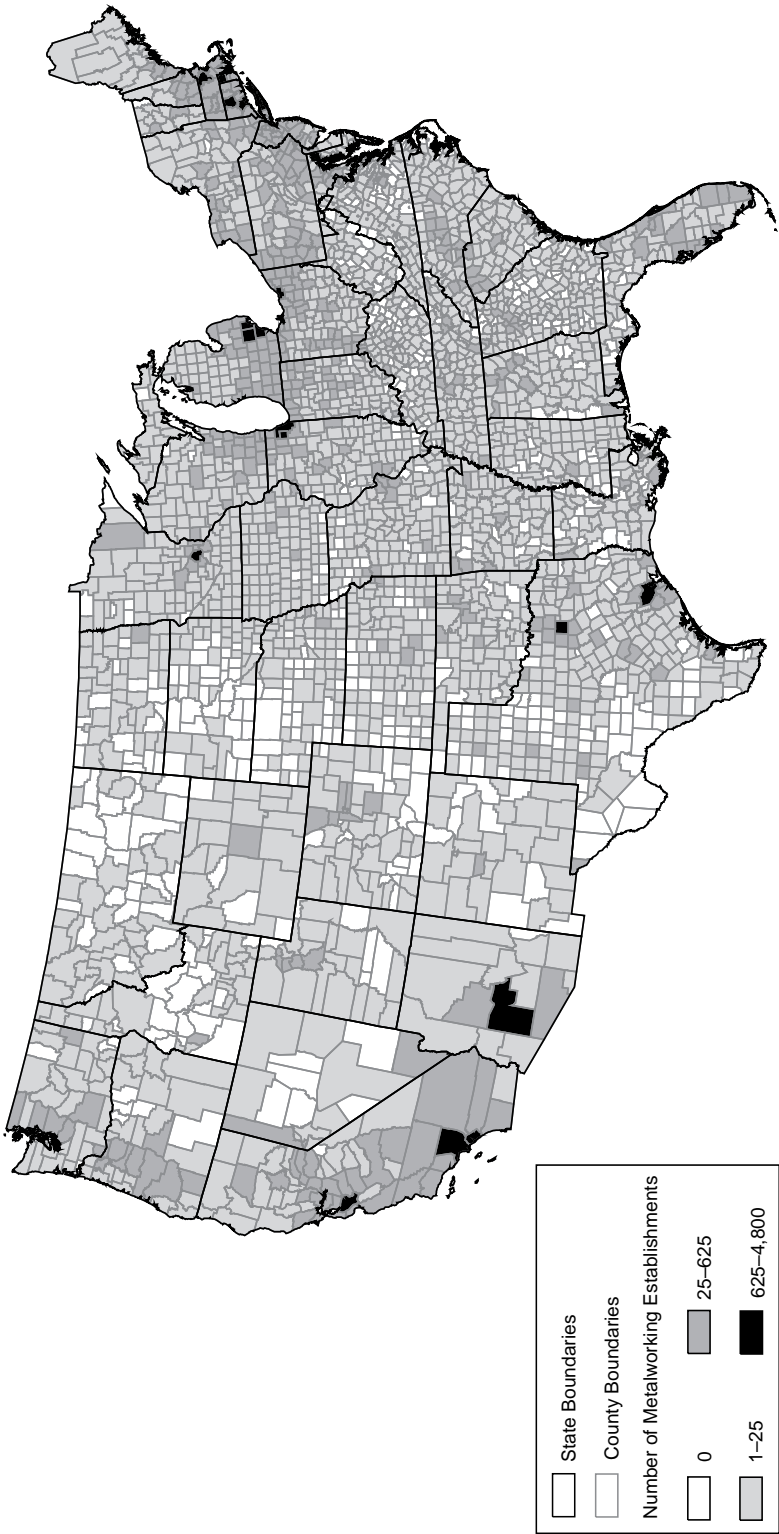 State Boundaries
County Boundaries
Number of Metalworking Establishments
0
25–625
1–25
625–4,800